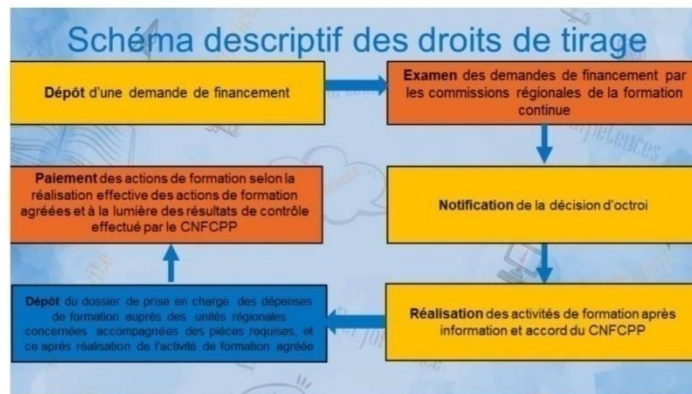 Schéma descriptif des droits de tirage
Dépôt d'une demande de financement
Examen des demandes de financement par
les commissions régionales de la formation
continue
Notification de la décision d'octroi
Réalisation des activités de formation après
information et accord du CNFCPP
Dépôt du dossier de prise en charge des dépenses
de formation auprès des unités régionales
concernées accompagnées des pièces requises, et
ce après réalisation de l'activité de formation agréée
Paiement des actions de formation selon la
réalisation effective des actions de formation
agréées et à la lumière des résultats de contrôle
effectué par le CNFCPP